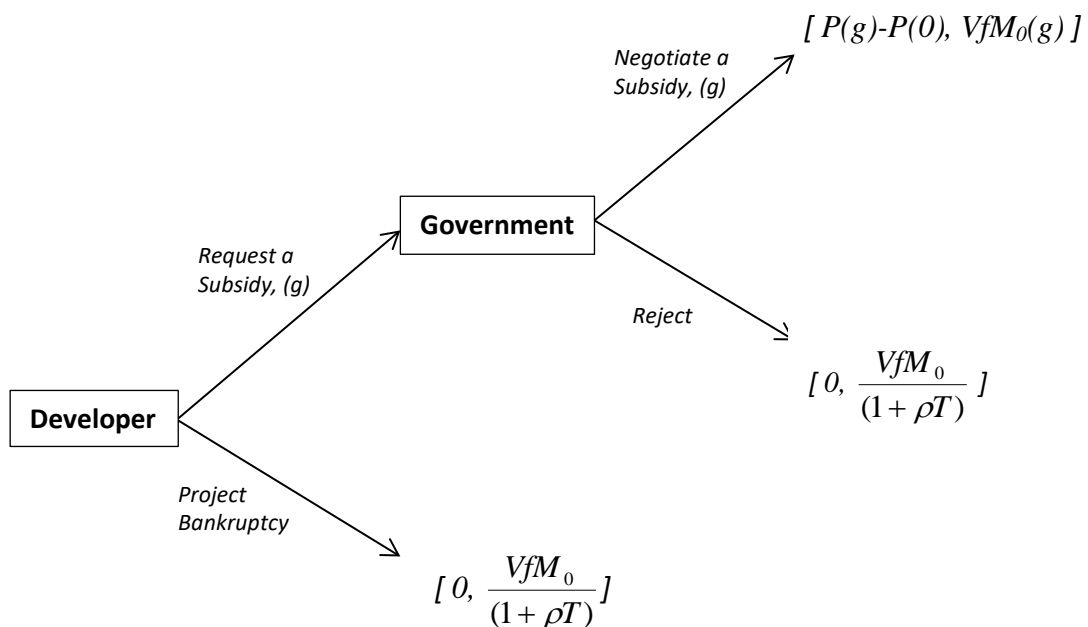 [ P(g)-P(0), VfM₀(g) ]
Negotiate a
Subsidy, (g)
Government
Request a
Subsidy, (g)
Reject
[ 0, VfM₀ / (1 + ρT) ]
Developer
Project
Bankruptcy
[ 0, VfM₀ / (1 + ρT) ]